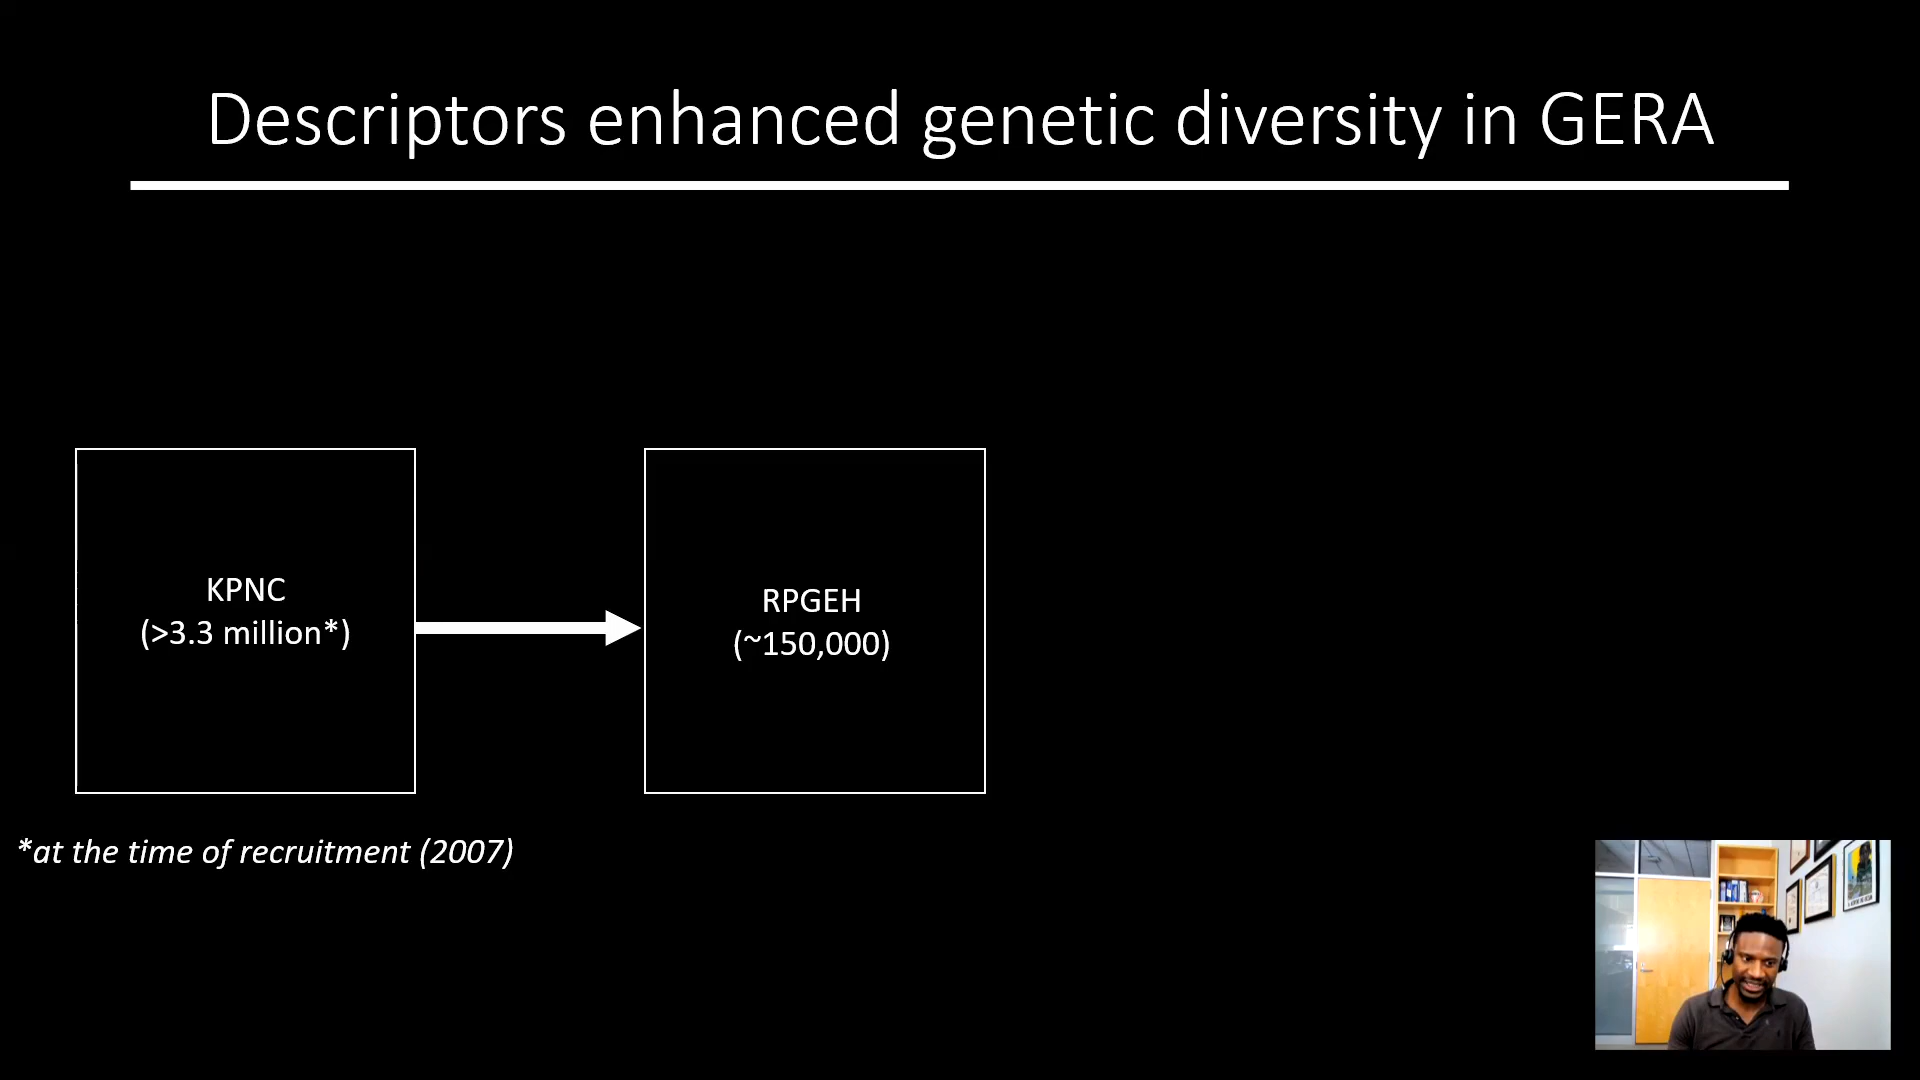 Descriptors enhanced genetic diversity in GERA
KPNC
(>3.3 million*)
RPGEH
(~150,000)
*at the time of recruitment (2007)